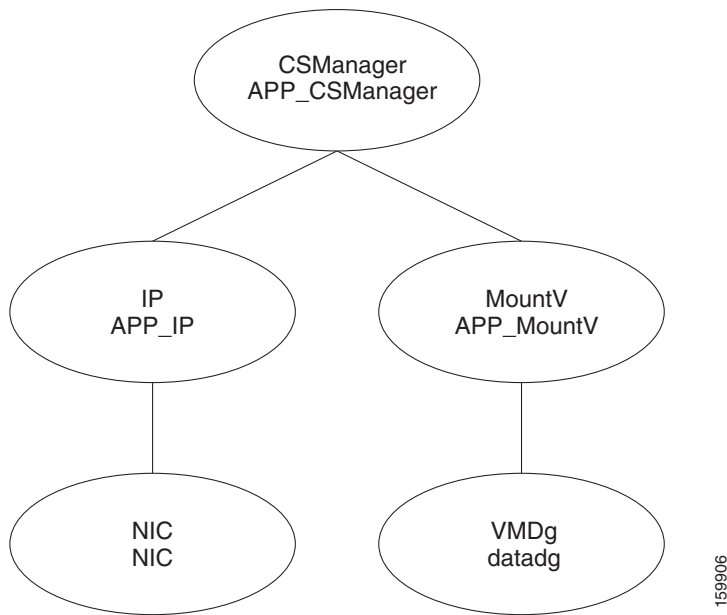 CSManager
APP_CSManager
IP
APP_IP
MountV
APP_MountV
NIC
NIC
VMDg
datadg
159906